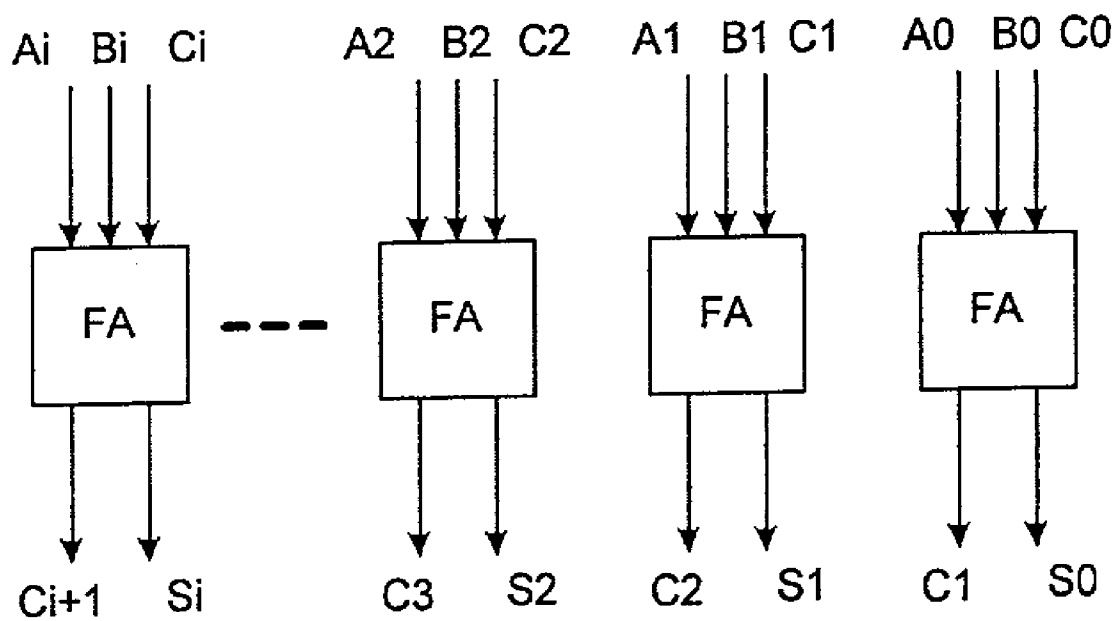 Ai Bi Ci A2 B2 C2 A1 B1 C1 A0 B0 C0
FA FA FA FA
Ci+1 Si C3 S2 C2 S1 C1 S0